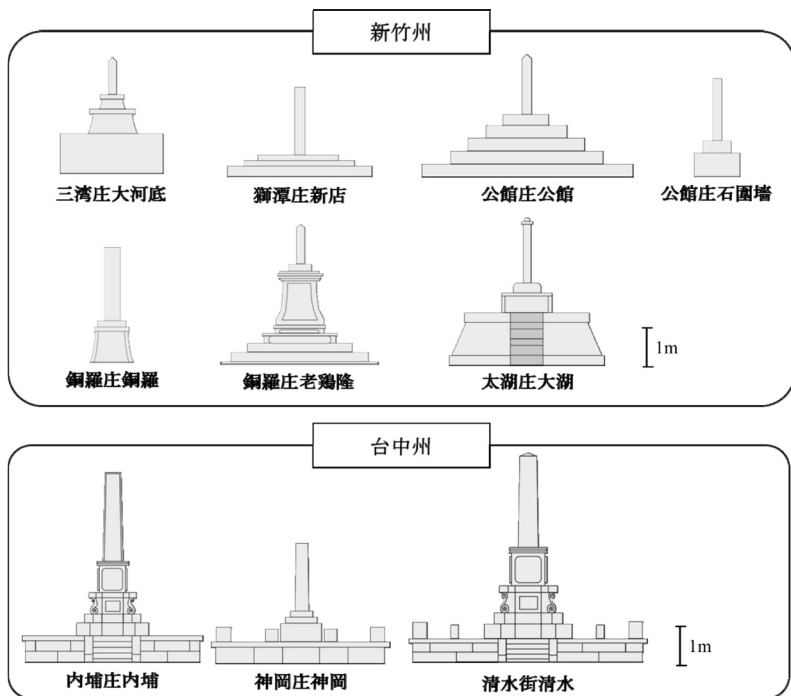 新竹州
三湾庄大河底
獅潭庄新店
公館庄公館
公館庄石圍墻
銅羅庄銅羅
銅羅庄老鶏隆
太湖庄大湖
1m
台中州
内埔庄内埔
神岡庄神岡
清水街清水
1m